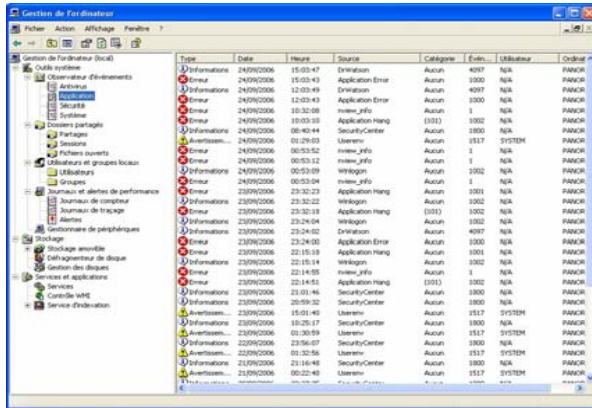 Gestion de l'ordinateur
Fichier Action Affichage Fenêtre ?
Gestion de l'ordinateur (local)
Outils système
Observateur d'événements
Antivirus
Application
Sécurité
Système
Dossiers partagés
Partages
Sessions
Fichiers ouverts
Utilisateurs et groupes locaux
Utilisateurs
Groupes
Journaux et alertes de performance
Journaux de compteur
Journaux de traçage
Alertes
Gestionnaire de périphériques
Stockage
Stockage amovible
Défragmenteur de disque
Gestion des disques
Services et applications
Services
Contrôle WMI
Service d'indexation
Type Date Heure Source Catégorie Évén... Utilisateur Ordinat
Informations 24/09/2006 15:03:47 DrWatson Aucun 4097 N/A PANOR
Erreur 24/09/2006 15:03:43 Application Error Aucun 1000 N/A PANOR
Informations 24/09/2006 12:03:49 DrWatson Aucun 4097 N/A PANOR
Erreur 24/09/2006 12:03:43 Application Error Aucun 1000 N/A PANOR
Erreur 24/09/2006 10:32:08 nview_info Aucun 1 N/A PANOR
Erreur 24/09/2006 10:03:10 Application Hang (101) 1002 N/A PANOR
Informations 24/09/2006 08:40:44 SecurityCenter Aucun 1800 N/A PANOR
Avertissem... 24/09/2006 01:29:03 Userenv Aucun 1517 SYSTEM PANOR
Erreur 24/09/2006 00:53:52 nview_info Aucun 1 N/A PANOR
Erreur 24/09/2006 00:53:12 nview_info Aucun 1 N/A PANOR
Informations 24/09/2006 00:53:09 Winlogon Aucun 1002 N/A PANOR
Erreur 24/09/2006 00:53:04 nview_info Aucun 1 N/A PANOR
Erreur 23/09/2006 23:32:23 Application Hang Aucun 1001 N/A PANOR
Informations 23/09/2006 23:32:22 Winlogon Aucun 1002 N/A PANOR
Erreur 23/09/2006 23:32:18 Application Hang (101) 1002 N/A PANOR
Informations 23/09/2006 23:24:04 Winlogon Aucun 1002 N/A PANOR
Informations 23/09/2006 23:24:02 DrWatson Aucun 4097 N/A PANOR
Erreur 23/09/2006 23:24:00 Application Error Aucun 1000 N/A PANOR
Erreur 23/09/2006 22:15:18 Application Hang Aucun 1001 N/A PANOR
Informations 23/09/2006 22:15:14 Winlogon Aucun 1002 N/A PANOR
Erreur 23/09/2006 22:14:55 nview_info Aucun 1 N/A PANOR
Erreur 23/09/2006 22:14:51 Application Hang (101) 1002 N/A PANOR
Informations 23/09/2006 21:01:46 SecurityCenter Aucun 1800 N/A PANOR
Informations 23/09/2006 20:59:32 SecurityCenter Aucun 1800 N/A PANOR
Avertissem... 23/09/2006 15:01:40 Userenv Aucun 1517 SYSTEM PANOR
Informations 23/09/2006 10:25:17 SecurityCenter Aucun 1800 N/A PANOR
Avertissem... 23/09/2006 01:30:59 Userenv Aucun 1517 SYSTEM PANOR
Informations 22/09/2006 23:56:07 SecurityCenter Aucun 1800 N/A PANOR
Avertissem... 22/09/2006 01:32:56 Userenv Aucun 1517 SYSTEM PANOR
Informations 21/09/2006 21:16:48 SecurityCenter Aucun 1800 N/A PANOR
Avertissem... 21/09/2006 00:22:40 Userenv Aucun 1517 SYSTEM PANOR